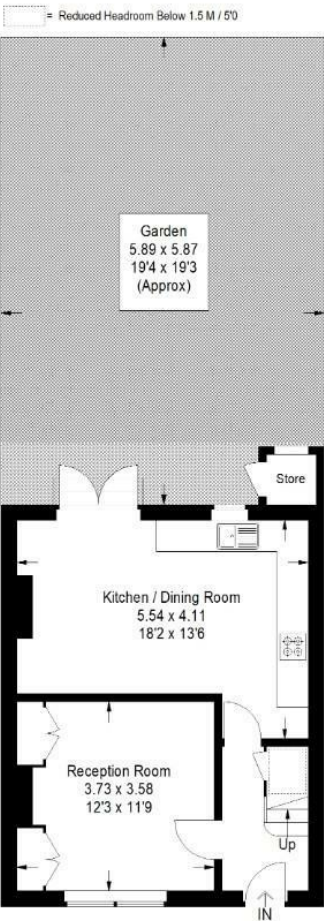 = Reduced Headroom Below 1.5 M / 5'0
Garden
5.89 x 5.87
19'4 x 19'3
(Approx)
Store
Kitchen / Dining Room
5.54 x 4.11
18'2 x 13'6
Reception Room
3.73 x 3.58
12'3 x 11'9
Up
IN